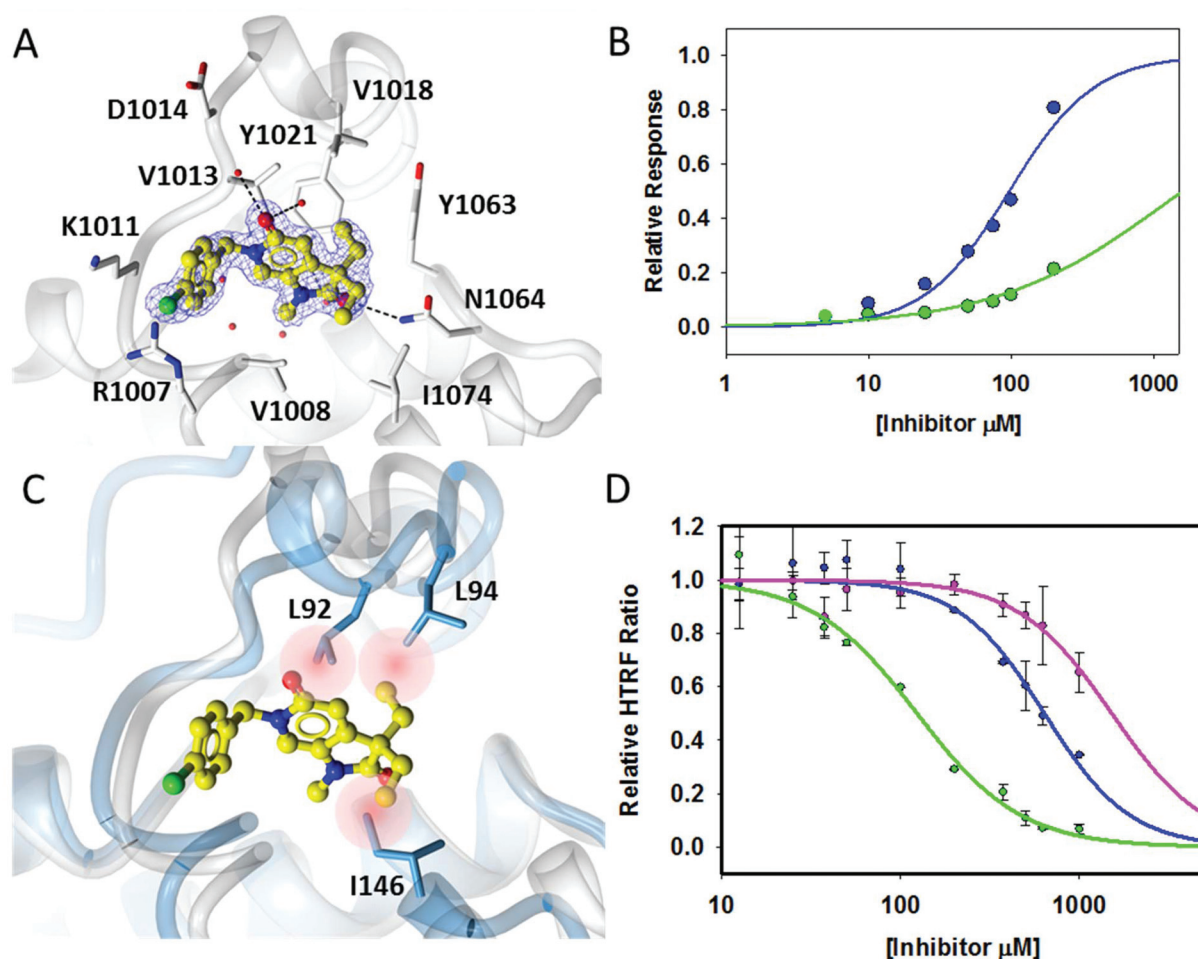 A
D1014
V1018
Y1021
V1013
Y1063
K1011
N1064
R1007
V1008
I1074
B
Relative Response
1.0
0.8
0.6
0.4
0.2
0.0
1 10 100 1000
[Inhibitor µM]
C
L92
L94
I146
D
Relative HTRF Ratio
1.2
1.0
0.8
0.6
0.4
0.2
0.0
10 100 1000
[Inhibitor µM]